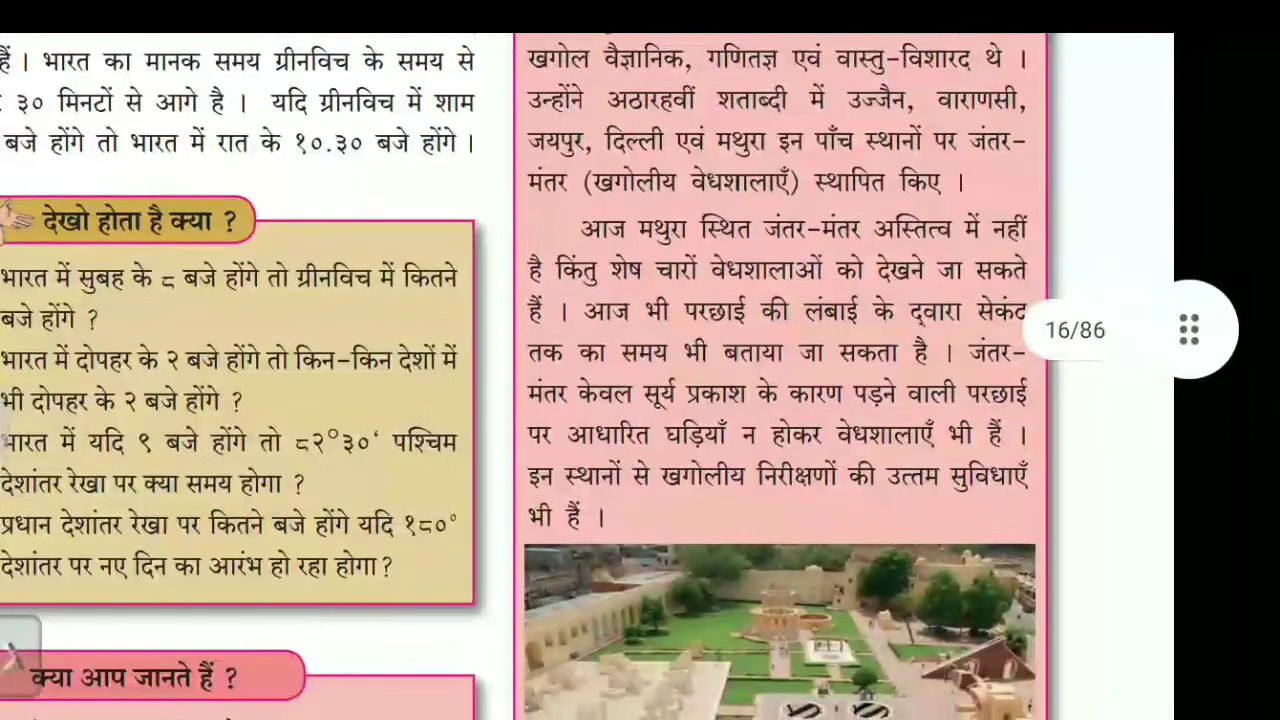 हैं । भारत का मानक समय ग्रीनविच के समय से
३० मिनटों से आगे है । यदि ग्रीनविच में शाम
बजे होंगे तो भारत में रात के १०.३० बजे होंगे ।
देखो होता है क्या ?
भारत में सुबह के ८ बजे होंगे तो ग्रीनविच में कितने
बजे होंगे ?
भारत में दोपहर के २ बजे होंगे तो किन-किन देशों में
भी दोपहर के २ बजे होंगे ?
भारत में यदि ९ बजे होंगे तो ८२°३०‘ पश्चिम
देशांतर रेखा पर क्या समय होगा ?
प्रधान देशांतर रेखा पर कितने बजे होंगे यदि १८०°
देशांतर पर नए दिन का आरंभ हो रहा होगा?
क्या आप जानते हैं ?
खगोल वैज्ञानिक, गणितज्ञ एवं वास्तु-विशारद थे ।
उन्होंने अठारहवीं शताब्दी में उज्जैन, वाराणसी,
जयपुर, दिल्ली एवं मथुरा इन पाँच स्थानों पर जंतर-
मंतर (खगोलीय वेधशालाएँ) स्थापित किए ।
आज मथुरा स्थित जंतर-मंतर अस्तित्व में नहीं
है किंतु शेष चारों वेधशालाओं को देखने जा सकते
हैं । आज भी परछाई की लंबाई के द्वारा सेकंद
तक का समय भी बताया जा सकता है । जंतर-
मंतर केवल सूर्य प्रकाश के कारण पड़ने वाली परछाई
पर आधारित घड़ियाँ न होकर वेधशालाएँ भी हैं ।
इन स्थानों से खगोलीय निरीक्षणों की उत्तम सुविधाएँ
भी हैं ।
16/86